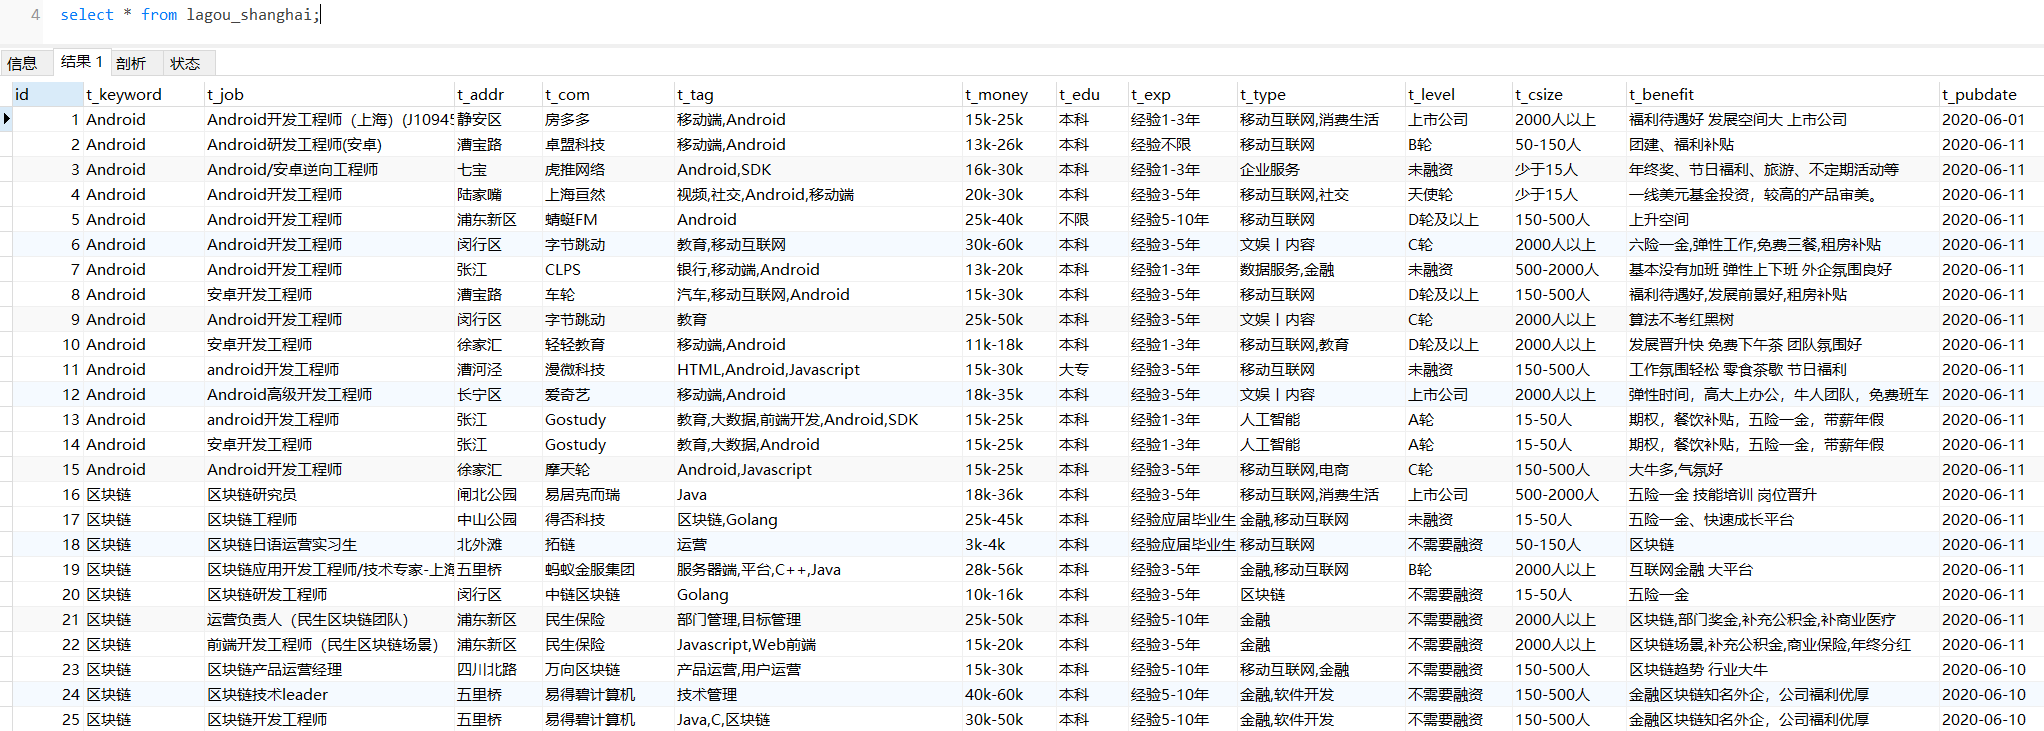 4 select * from lagou_shanghai;
信息 结果 1 剖析 状态
id t_keyword t_job t_addr t_com t_tag t_money t_edu t_exp t_type t_level t_csize t_benefit t_pubdate
1 Android Android开发工程师（上海）(J10945 静安区 房多多 移动端,Android 15k-25k 本科 经验1-3年 移动互联网,消费生活 上市公司 2000人以上 福利待遇好 发展空间大 上市公司 2020-06-01
2 Android Android研发工程师(安卓) 漕宝路 卓盟科技 移动端,Android 13k-26k 本科 经验不限 移动互联网 B轮 50-150人 团建、福利补贴 2020-06-11
3 Android Android/安卓逆向工程师 七宝 虎推网络 Android,SDK 16k-30k 本科 经验1-3年 企业服务 未融资 少于15人 年终奖、节日福利、旅游、不定期活动等 2020-06-11
4 Android Android开发工程师 陆家嘴 上海亘然 视频,社交,Android,移动端 20k-30k 本科 经验3-5年 移动互联网,社交 天使轮 少于15人 一线美元基金投资，较高的产品审美。 2020-06-11
5 Android Android开发工程师 浦东新区 蜻蜓FM Android 25k-40k 不限 经验5-10年 移动互联网 D轮及以上 150-500人 上升空间 2020-06-11
6 Android Android开发工程师 闵行区 字节跳动 教育,移动互联网 30k-60k 本科 经验3-5年 文娱丨内容 C轮 2000人以上 六险一金,弹性工作,免费三餐,租房补贴 2020-06-11
7 Android Android开发工程师 张江 CLPS 银行,移动端,Android 13k-20k 本科 经验1-3年 数据服务,金融 未融资 500-2000人 基本没有加班 弹性上下班 外企氛围良好 2020-06-11
8 Android 安卓开发工程师 漕宝路 车轮 汽车,移动互联网,Android 15k-30k 本科 经验3-5年 移动互联网 D轮及以上 150-500人 福利待遇好,发展前景好,租房补贴 2020-06-11
9 Android Android开发工程师 闵行区 字节跳动 教育 25k-50k 本科 经验3-5年 文娱丨内容 C轮 2000人以上 算法不考红黑树 2020-06-11
10 Android 安卓开发工程师 徐家汇 轻轻教育 移动端,Android 11k-18k 本科 经验1-3年 移动互联网,教育 D轮及以上 2000人以上 发展晋升快 免费下午茶 团队氛围好 2020-06-11
11 Android android开发工程师 漕河泾 漫微科技 HTML,Android,Javascript 15k-30k 大专 经验3-5年 移动互联网 未融资 150-500人 工作氛围轻松 零食茶歇 节日福利 2020-06-11
12 Android Android高级开发工程师 长宁区 爱奇艺 移动端,Android 18k-35k 本科 经验3-5年 文娱丨内容 上市公司 2000人以上 弹性时间，高大上办公，牛人团队，免费班车 2020-06-11
13 Android android开发工程师 张江 Gostudy 教育,大数据,前端开发,Android,SDK 15k-25k 本科 经验1-3年 人工智能 A轮 15-50人 期权，餐饮补贴，五险一金，带薪年假 2020-06-11
14 Android 安卓开发工程师 张江 Gostudy 教育,大数据,Android 15k-25k 本科 经验1-3年 人工智能 A轮 15-50人 期权，餐饮补贴，五险一金，带薪年假 2020-06-11
15 Android Android开发工程师 徐家汇 摩天轮 Android,Javascript 15k-25k 本科 经验3-5年 移动互联网,电商 C轮 150-500人 大牛多,气氛好 2020-06-11
16 区块链 区块链研究员 闸北公园 易居克而瑞 Java 18k-36k 本科 经验3-5年 移动互联网,消费生活 上市公司 500-2000人 五险一金 技能培训 岗位晋升 2020-06-11
17 区块链 区块链工程师 中山公园 得否科技 区块链,Golang 25k-45k 本科 经验应届毕业生 金融,移动互联网 未融资 15-50人 五险一金、快速成长平台 2020-06-11
18 区块链 区块链日语运营实习生 北外滩 拓链 运营 3k-4k 本科 经验应届毕业生 移动互联网 不需要融资 50-150人 区块链 2020-06-11
19 区块链 区块链应用开发工程师/技术专家-上海 五里桥 蚂蚁金服集团 服务器端,平台,C++,Java 28k-56k 本科 经验3-5年 金融,移动互联网 B轮 2000人以上 互联网金融 大平台 2020-06-11
20 区块链 区块链研发工程师 闵行区 中链区块链 Golang 10k-16k 本科 经验3-5年 区块链 不需要融资 15-50人 五险一金 2020-06-11
21 区块链 运营负责人（民生区块链团队） 浦东新区 民生保险 部门管理,目标管理 25k-50k 本科 经验5-10年 金融 不需要融资 2000人以上 区块链,部门奖金,补充公积金,补商业医疗 2020-06-11
22 区块链 前端开发工程师（民生区块链场景） 浦东新区 民生保险 Javascript,Web前端 15k-20k 本科 经验3-5年 金融 不需要融资 2000人以上 区块链场景,补充公积金,商业保险,年终分红 2020-06-11
23 区块链 区块链产品运营经理 四川北路 万向区块链 产品运营,用户运营 15k-30k 本科 经验5-10年 移动互联网,金融 不需要融资 150-500人 区块链趋势 行业大牛 2020-06-10
24 区块链 区块链技术leader 五里桥 易得碧计算机 技术管理 40k-60k 本科 经验5-10年 金融,软件开发 不需要融资 150-500人 金融区块链知名外企，公司福利优厚 2020-06-10
25 区块链 区块链开发工程师 五里桥 易得碧计算机 Java,C,区块链 30k-50k 本科 经验5-10年 金融,软件开发 不需要融资 150-500人 金融区块链知名外企，公司福利优厚 2020-06-10